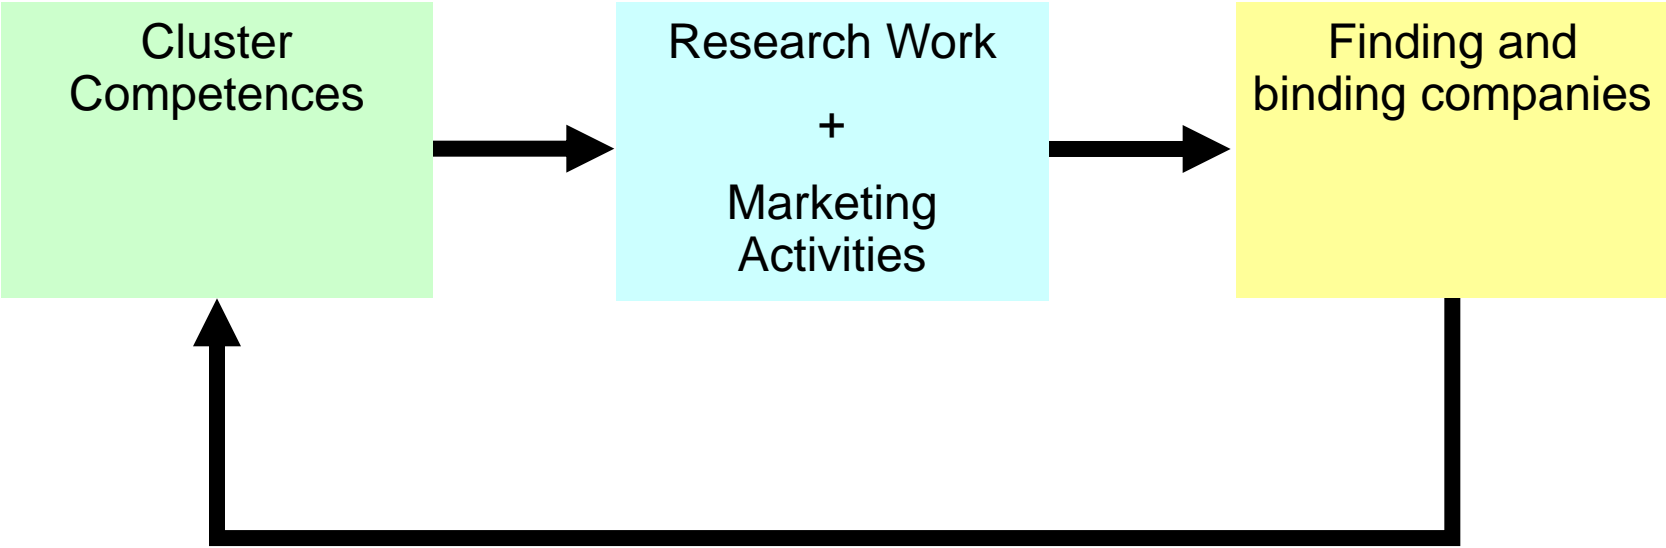 Cluster
Competences
Research Work
+
Marketing
Activities
Finding and
binding companies